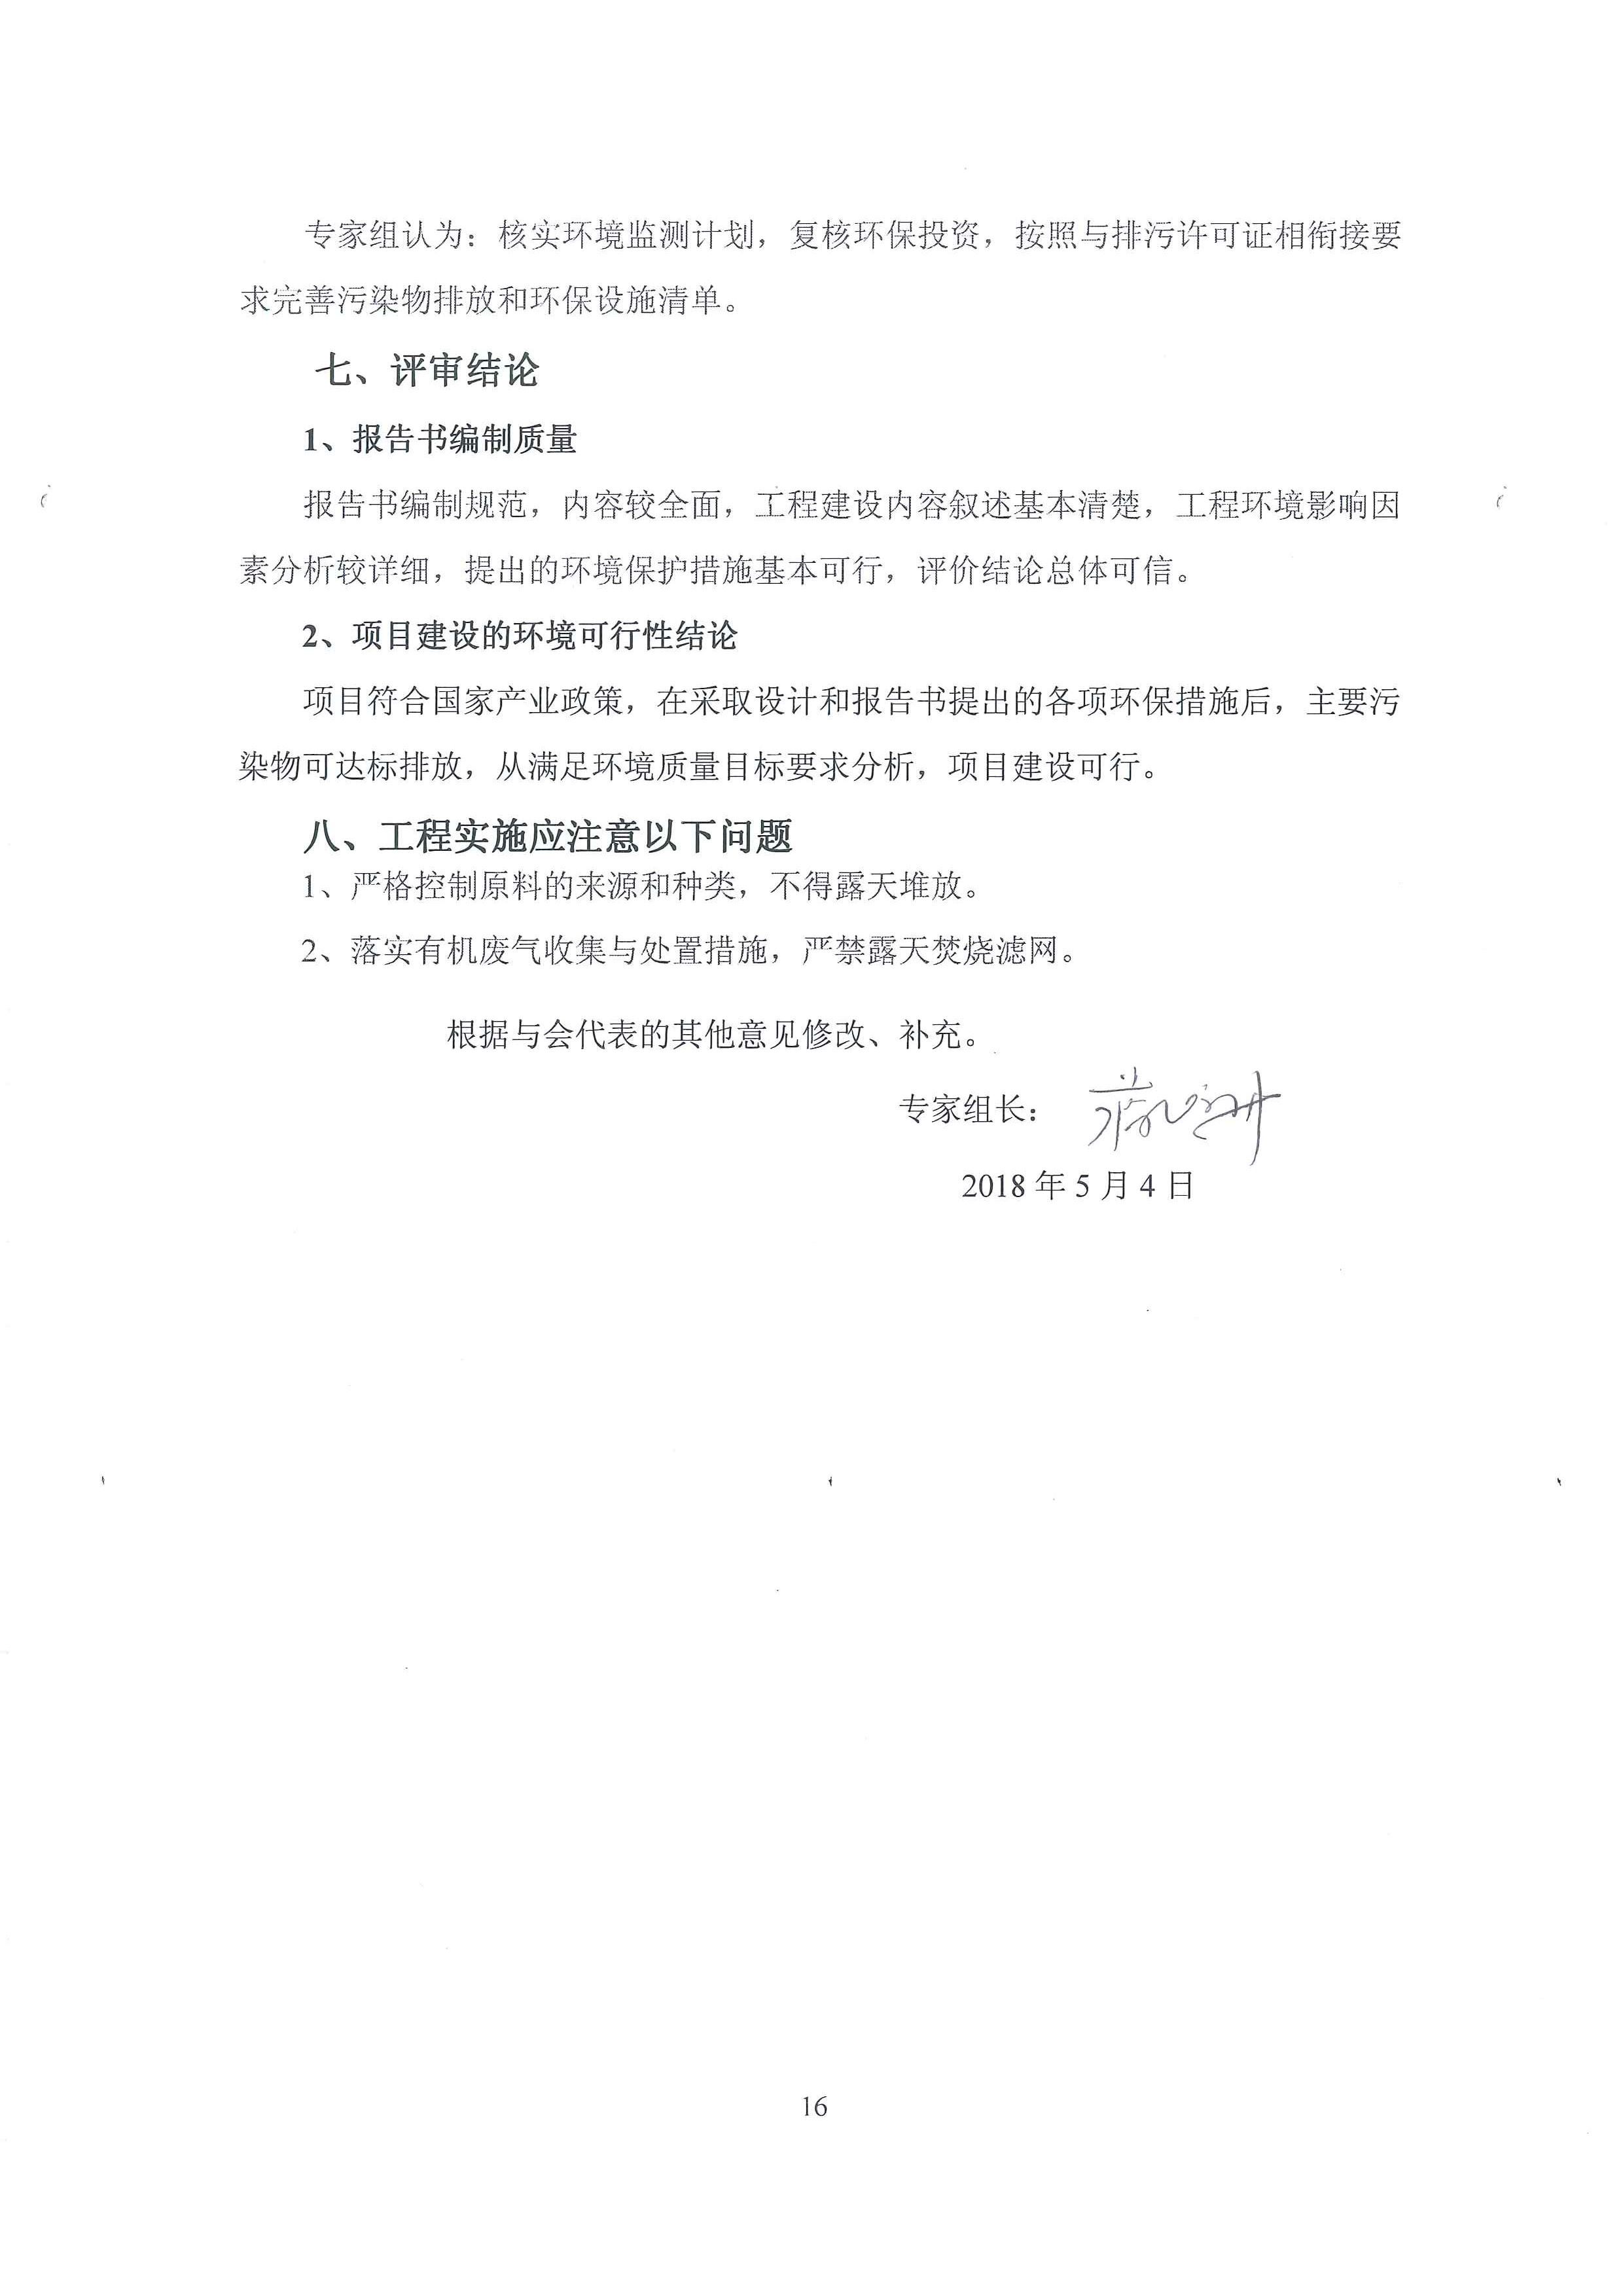 专家组认为：核实环境监测计划，复核环保投资，按照与排污许可证相衔接要
求完善污染物排放和环保设施清单。
七、评审结论
1、报告书编制质量
报告书编制规范，内容较全面，工程建设内容叙述基本清楚，工程环境影响因
素分析较详细，提出的环境保护措施基本可行，评价结论总体可信。
2、项目建设的环境可行性结论
项目符合国家产业政策，在采取设计和报告书提出的各项环保措施后，主要污
染物可达标排放，从满足环境质量目标要求分析，项目建设可行。
八、工程实施应注意以下问题
1、严格控制原料的来源和种类，不得露天堆放。
2、落实有机废气收集与处置措施，严禁露天焚烧滤网。
根据与会代表的其他意见修改、补充。
专家组长：
2018 年 5 月 4 日
16